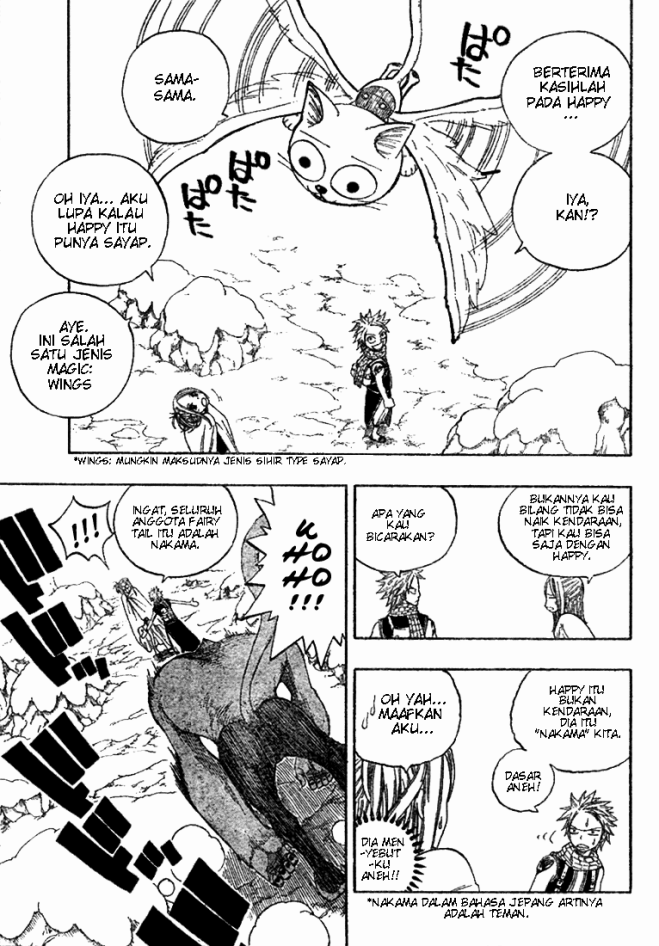 BERTERIMA
KASIHLAH
PADA HAPPY
...
IYA,
KAN!?
ぱた
SAMA-
SAMA.
ぱた
ぱた
OH IYA... AKU
LUPA KALAU
HAPPY ITU
PUNYA SAYAP.
AYE.
INI SALAH
SATU JENIS
MAGIC:
WINGS
*WINGS: MUNGKIN MAKSUDNYA JENIS SIHIR TYPE SAYAP.
BUKANNYA KAU
BILANG TIDAK BISA
NAIK KENDARAAN,
TAPI KAU BISA
SAJA DENGAN
HAPPY.
APA YANG
KAU
BICARAKAN?
HAPPY ITU
BUKAN
KENDARAAN,
DIA ITU
"NAKAMA" KITA.
DASAR
ANEH!
OH YAH...
MAAFKAN
AKU...
DIA MEN
-YEBUT
-KU
ANEH!!
*NAKAMA DALAM BAHASA JEPANG ARTINYA
ADALAH TEMAN.
INGAT, SELURUH
ANGGOTA FAIRY
TAIL ITU ADALAH
NAKAMA.
!!!
U
HO
HO
!!!